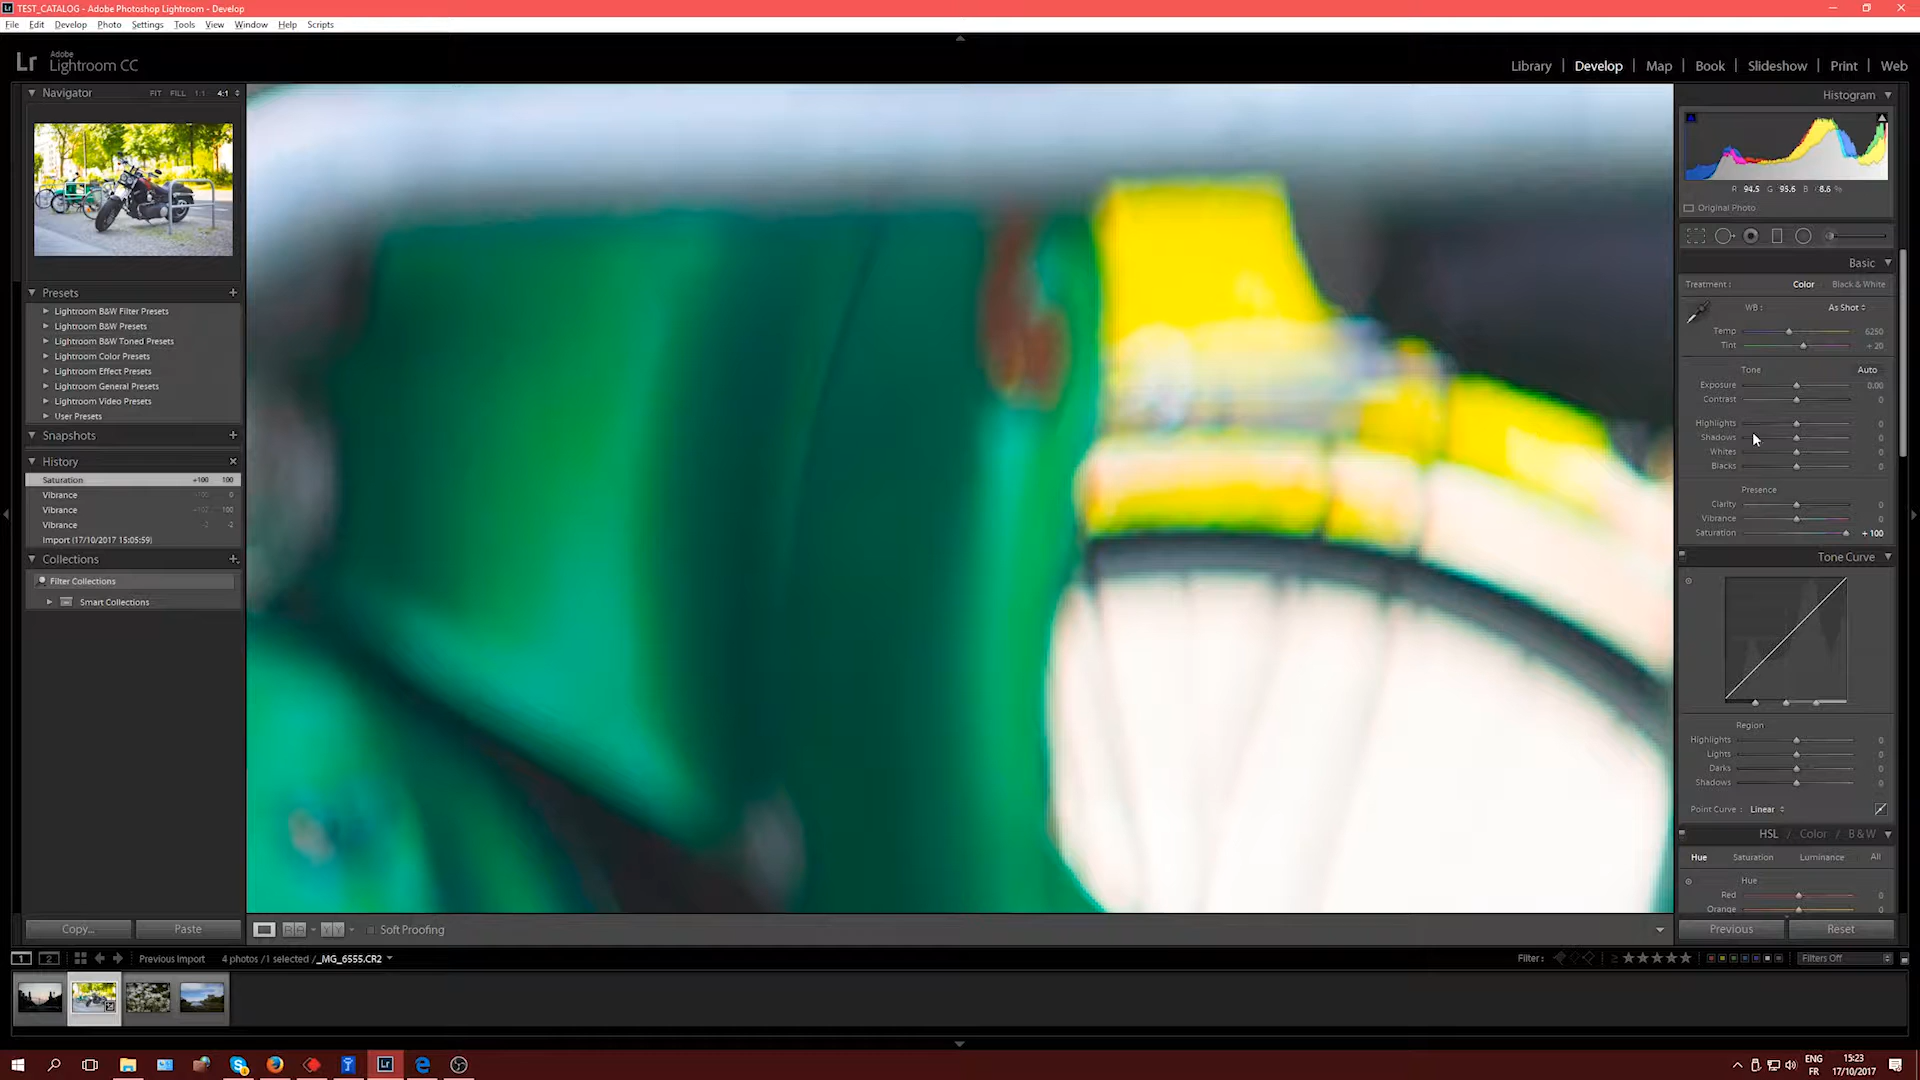 TEST_CATALOG - Adobe Photoshop Lightroom - Develop
File Edit Develop Photo Settings Tools View Window Help Scripts
Lr Adobe Lightroom CC
Library | Develop | Map | Book | Slideshow | Print | Web
Navigator FIT FILL 1:1 4:1
Presets +
Lightroom B&W Filter Presets
Lightroom B&W Presets
Lightroom B&W Toned Presets
Lightroom Color Presets
Lightroom Effect Presets
Lightroom General Presets
Lightroom Video Presets
User Presets
Snapshots +
History ×
Saturation +100 100
Vibrance -100 0
Vibrance 100
Vibrance -2 -2
Import (17/10/2017 15:05:59)
Collections +
Filter Collections
Smart Collections
Copy... Paste
Soft Proofing
Histogram
R 94.5 G 95.6 B %
Original Photo
Basic
Treatment : Color Black & White
WB : As Shot
Temp 6250
Tint + 20
Tone Auto
Exposure 0.00
Contrast 0
Highlights 0
Shadows 0
Whites 0
Blacks 0
Presence
Clarity 0
Vibrance 0
Saturation + 100
Tone Curve
Region
Highlights 0
Lights 0
Darks 0
Shadows 0
Point Curve : Linear
HSL / Color / B & W
Hue Saturation Luminance All
Hue
Red 0
Orange 0
Previous Reset
1 2 Previous Import 4 photos / 1 selected / _MG_6555.CR2
Filter : ≥ ★★★★★ Filters Off
Lr
ENG
FR
15:23
17/10/2017